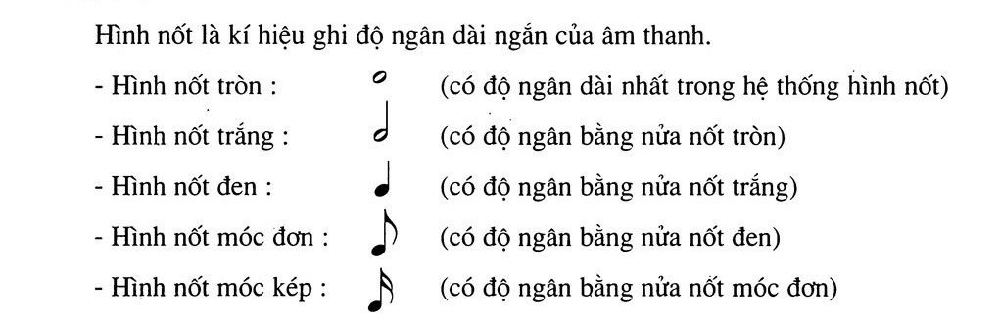 Hình nốt là kí hiệu ghi độ ngân dài ngắn của âm thanh.
- Hình nốt tròn : (có độ ngân dài nhất trong hệ thống hình nốt)
- Hình nốt trắng : (có độ ngân bằng nửa nốt tròn)
- Hình nốt đen : (có độ ngân bằng nửa nốt trắng)
- Hình nốt móc đơn : (có độ ngân bằng nửa nốt đen)
- Hình nốt móc kép : (có độ ngân bằng nửa nốt móc đơn)